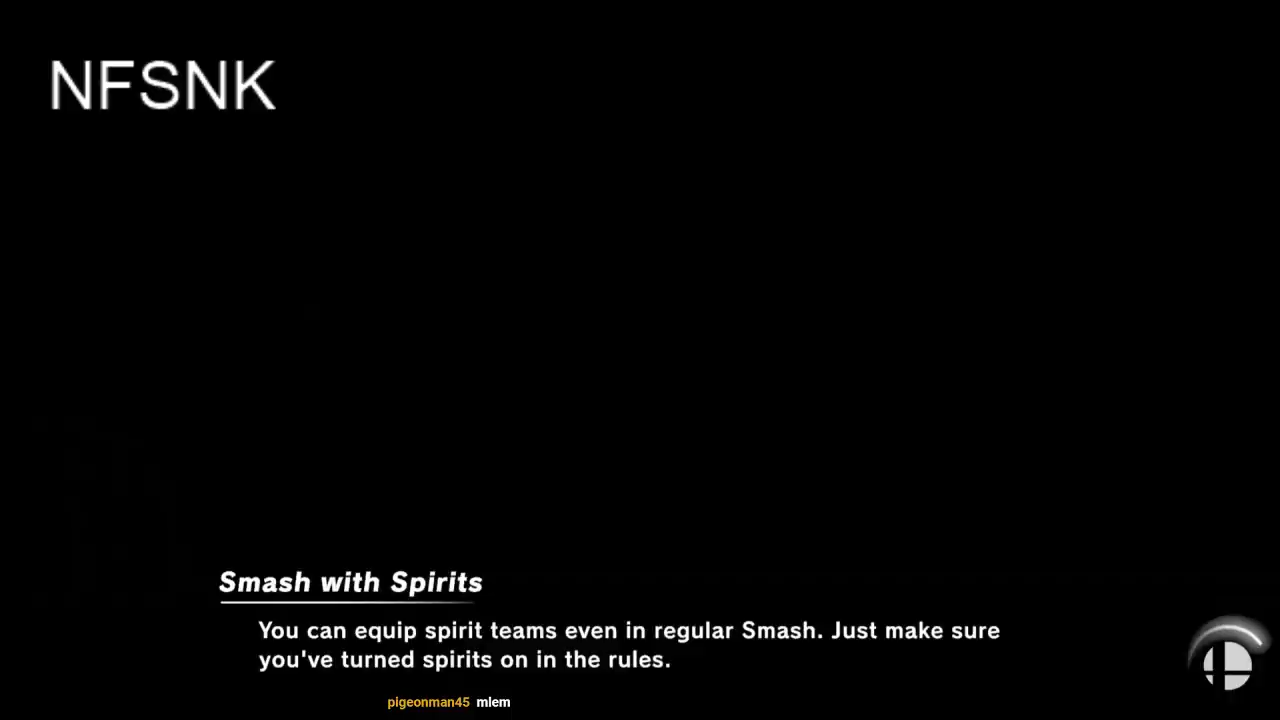 NFSNK
Smash with Spirits
You can equip spirit teams even in regular Smash. Just make sure
you've turned spirits on in the rules.
pigeonman45 mlem